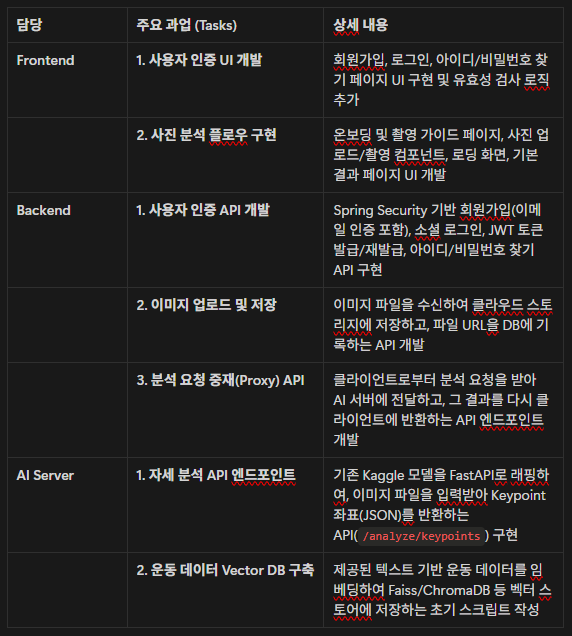 담당 주요 과업 (Tasks) 상세 내용
Frontend 1. 사용자 인증 UI 개발 회원가입, 로그인, 아이디/비밀번호 찾
기 페이지 UI 구현 및 유효성 검사 로직
추가
2. 사진 분석 플로우 구현 온보딩 및 촬영 가이드 페이지, 사진 업
로드/촬영 컴포넌트, 로딩 화면, 기본
결과 페이지 UI 개발
Backend 1. 사용자 인증 API 개발 Spring Security 기반 회원가입(이메
일 인증 포함), 소셜 로그인, JWT 토큰
발급/재발급, 아이디/비밀번호 찾기
API 구현
2. 이미지 업로드 및 저장 이미지 파일을 수신하여 클라우드 스토
리지에 저장하고, 파일 URL을 DB에 기
록하는 API 개발
3. 분석 요청 중재(Proxy) API 클라이언트로부터 분석 요청을 받아
AI 서버에 전달하고, 그 결과를 다시 클
라이언트에 반환하는 API 엔드포인트
개발
AI Server 1. 자세 분석 API 엔드포인트 기존 Kaggle 모델을 FastAPI로 래핑하
여, 이미지 파일을 입력받아 Keypoint
좌표(JSON)를 반환하는
API( /analyze/keypoints ) 구현
2. 운동 데이터 Vector DB 구축 제공된 텍스트 기반 운동 데이터를 임
베딩하여 Faiss/ChromaDB 등 벡터 스
토어에 저장하는 초기 스크립트 작성